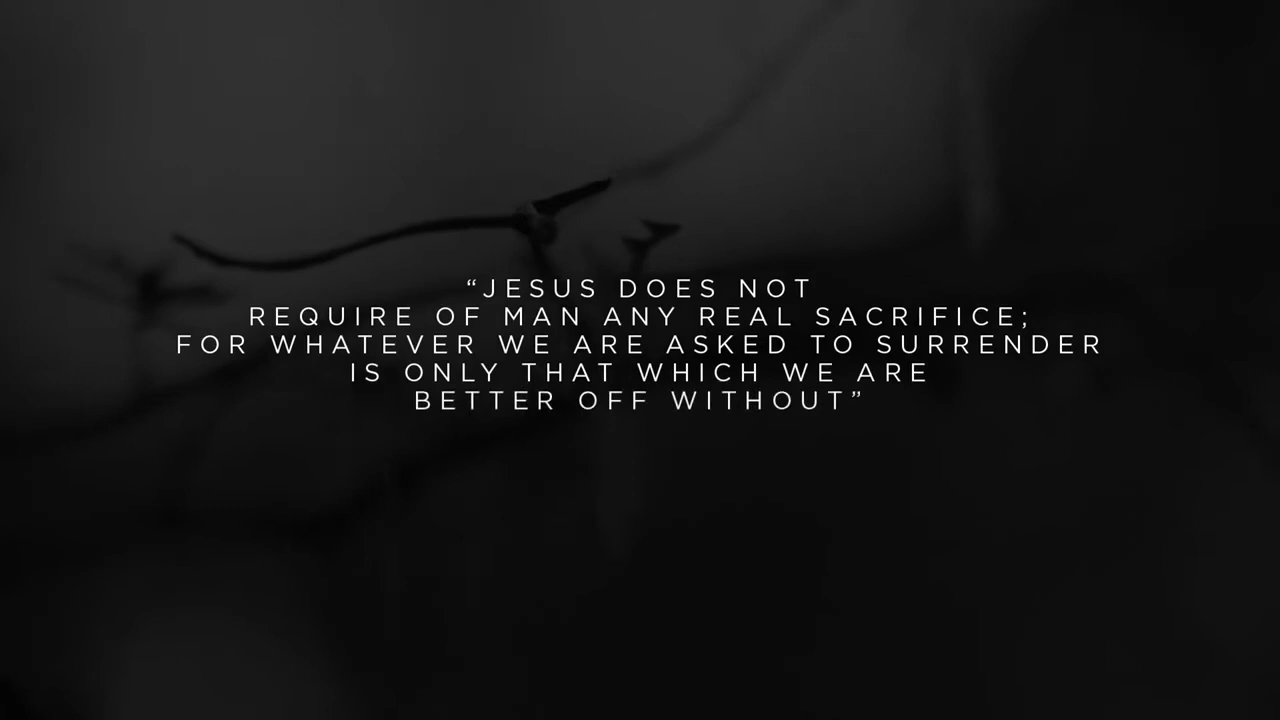 “JESUS DOES NOT
REQUIRE OF MAN ANY REAL SACRIFICE;
FOR WHATEVER WE ARE ASKED TO SURRENDER
IS ONLY THAT WHICH WE ARE
BETTER OFF WITHOUT”